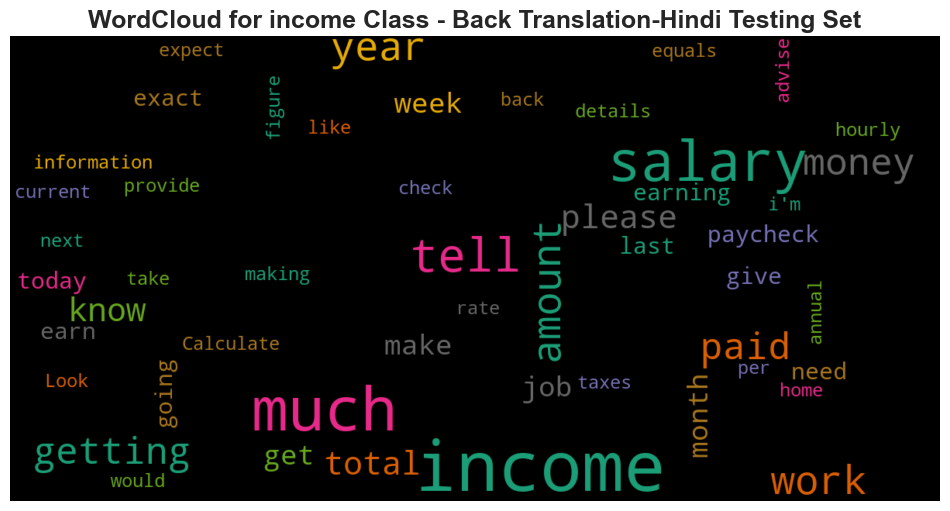 WordCloud for income Class - Back Translation-Hindi Testing Set
expect
year
equals
advise
exact
figure
week
back
details
like
hourly
information
salary
money
current
provide
check
earning
i'm
please
next
amount
last
paycheck
tell
today
take
making
give
know
rate
annual
earn
Calculate
make
paid
Look
going
job
taxes
month
per
need
home
much
getting
get
total
income
would
work